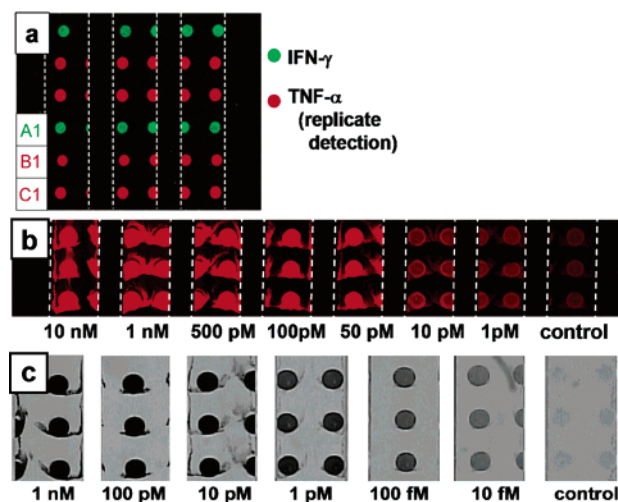 a
IFN-γ
TNF-α
(replicate
detection)
A1
B1
C1
b
10 nM 1 nM 500 pM 100pM 50 pM 10 pM 1pM control
c
1 nM 100 pM 10 pM 1 pM 100 fM 10 fM control